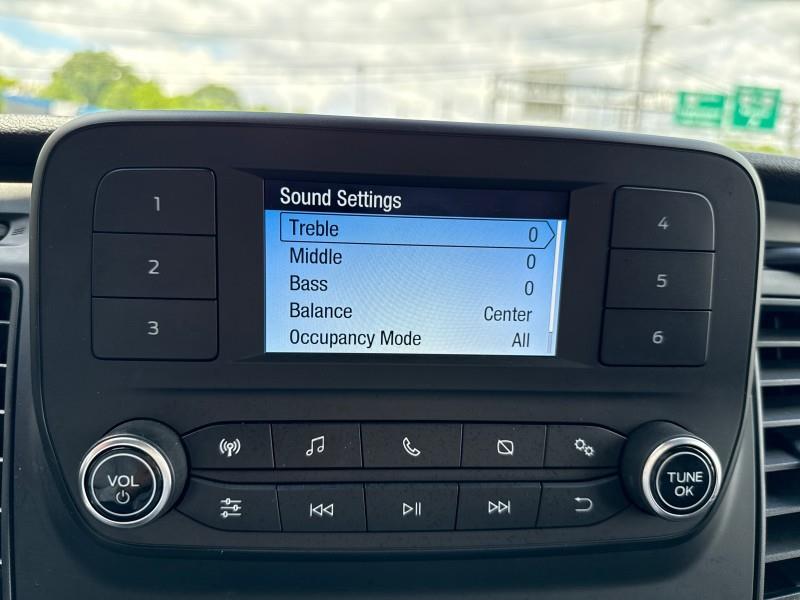 Sound Settings
Treble 0
Middle 0
Bass 0
Balance Center
Occupancy Mode All
1
2
3
4
5
6
VOL
TUNE
OK